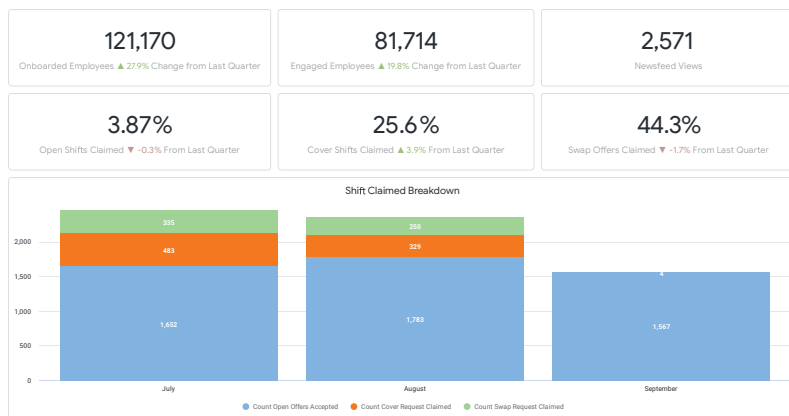 121,170
Onboarded Employees ▲ 27.9% Change from Last Quarter
81,714
Engaged Employees ▲ 19.8% Change from Last Quarter
2,571
Newsfeed Views
3.87%
Open Shifts Claimed ▼ -0.3% From Last Quarter
25.6%
Cover Shifts Claimed ▲ 3.9% From Last Quarter
44.3%
Swap Offers Claimed ▼ -1.7% From Last Quarter
Shift Claimed Breakdown
2,000
1,500
1,000
500
0
335
483
1,652
250
329
1,783
4
1,567
July
August
September
Count Open Offers Accepted
Count Cover Request Claimed
Count Swap Request Claimed